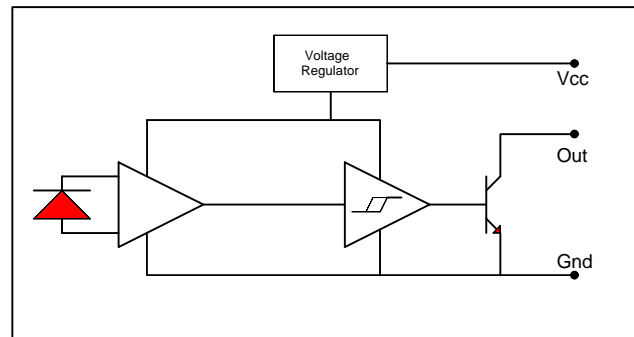 Voltage
Regulator
Vcc
Out
Gnd